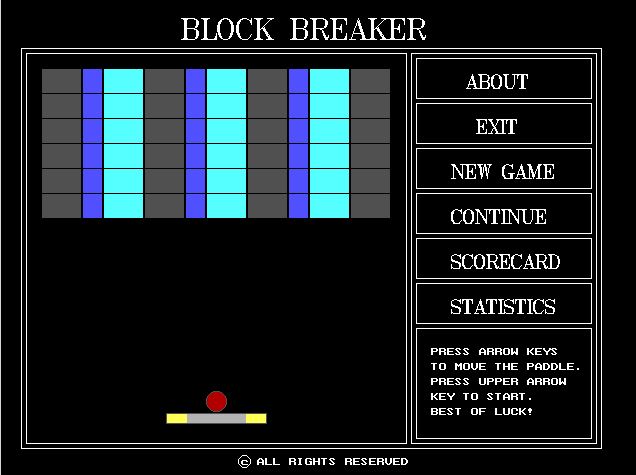 BLOCK BREAKER
ABOUT
EXIT
NEW GAME
CONTINUE
SCORECARD
STATISTICS
PRESS ARROW KEYS
TO MOVE THE PADDLE.
PRESS UPPER ARROW
KEY TO START.
BEST OF LUCK!
© ALL RIGHTS RESERVED